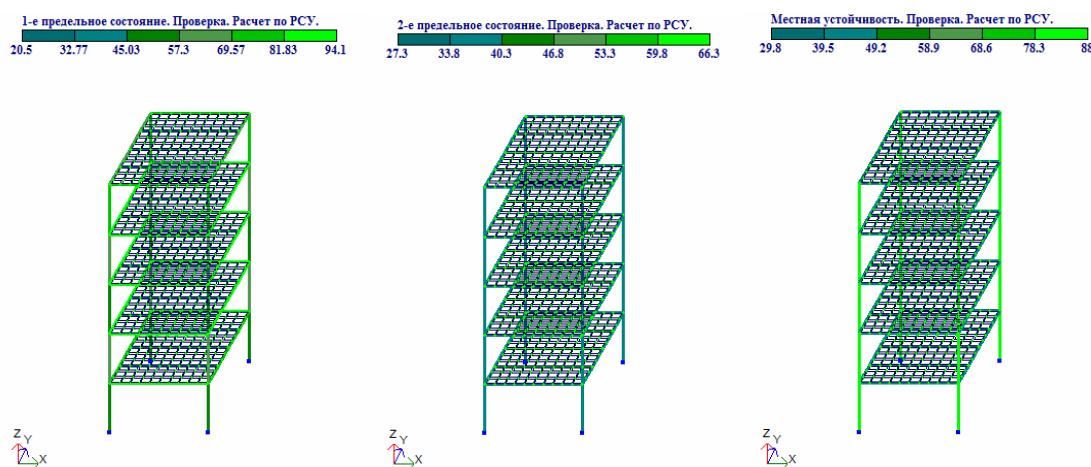 1-е предельное состояние. Проверка. Расчет по РСУ.
20.5 32.77 45.03 57.3 69.57 81.83 94.1
2-е предельное состояние. Проверка. Расчет по РСУ.
27.3 33.8 40.3 46.8 53.3 59.8 66.3
Местная устойчивость. Проверка. Расчет по РСУ.
29.8 39.5 49.2 58.9 68.6 78.3 88
Z Y X
Z Y X
Z Y X